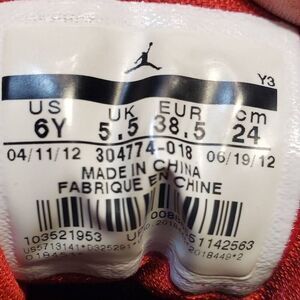 Y3
US UK EUR cm
6Y 5.5 38.5 24
04/11/12 304774-018 06/19/12
MADE IN CHINA
FABRIQUE EN CHINE
103521953
51142563